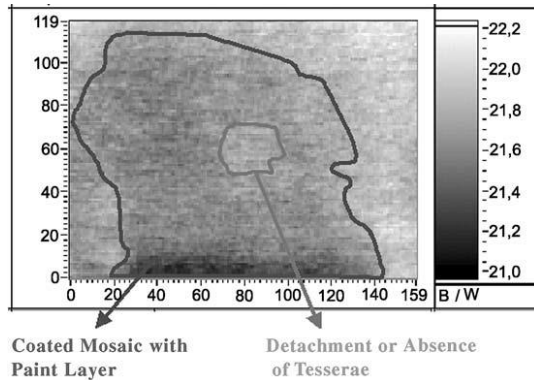 119
100
80
60
40
20
0
0 20 40 60 80 100 120 140 159
22,2
22,0
21,8
21,6
21,4
21,2
21,0
B / W
Coated Mosaic with
Paint Layer
Detachment or Absence
of Tesserae